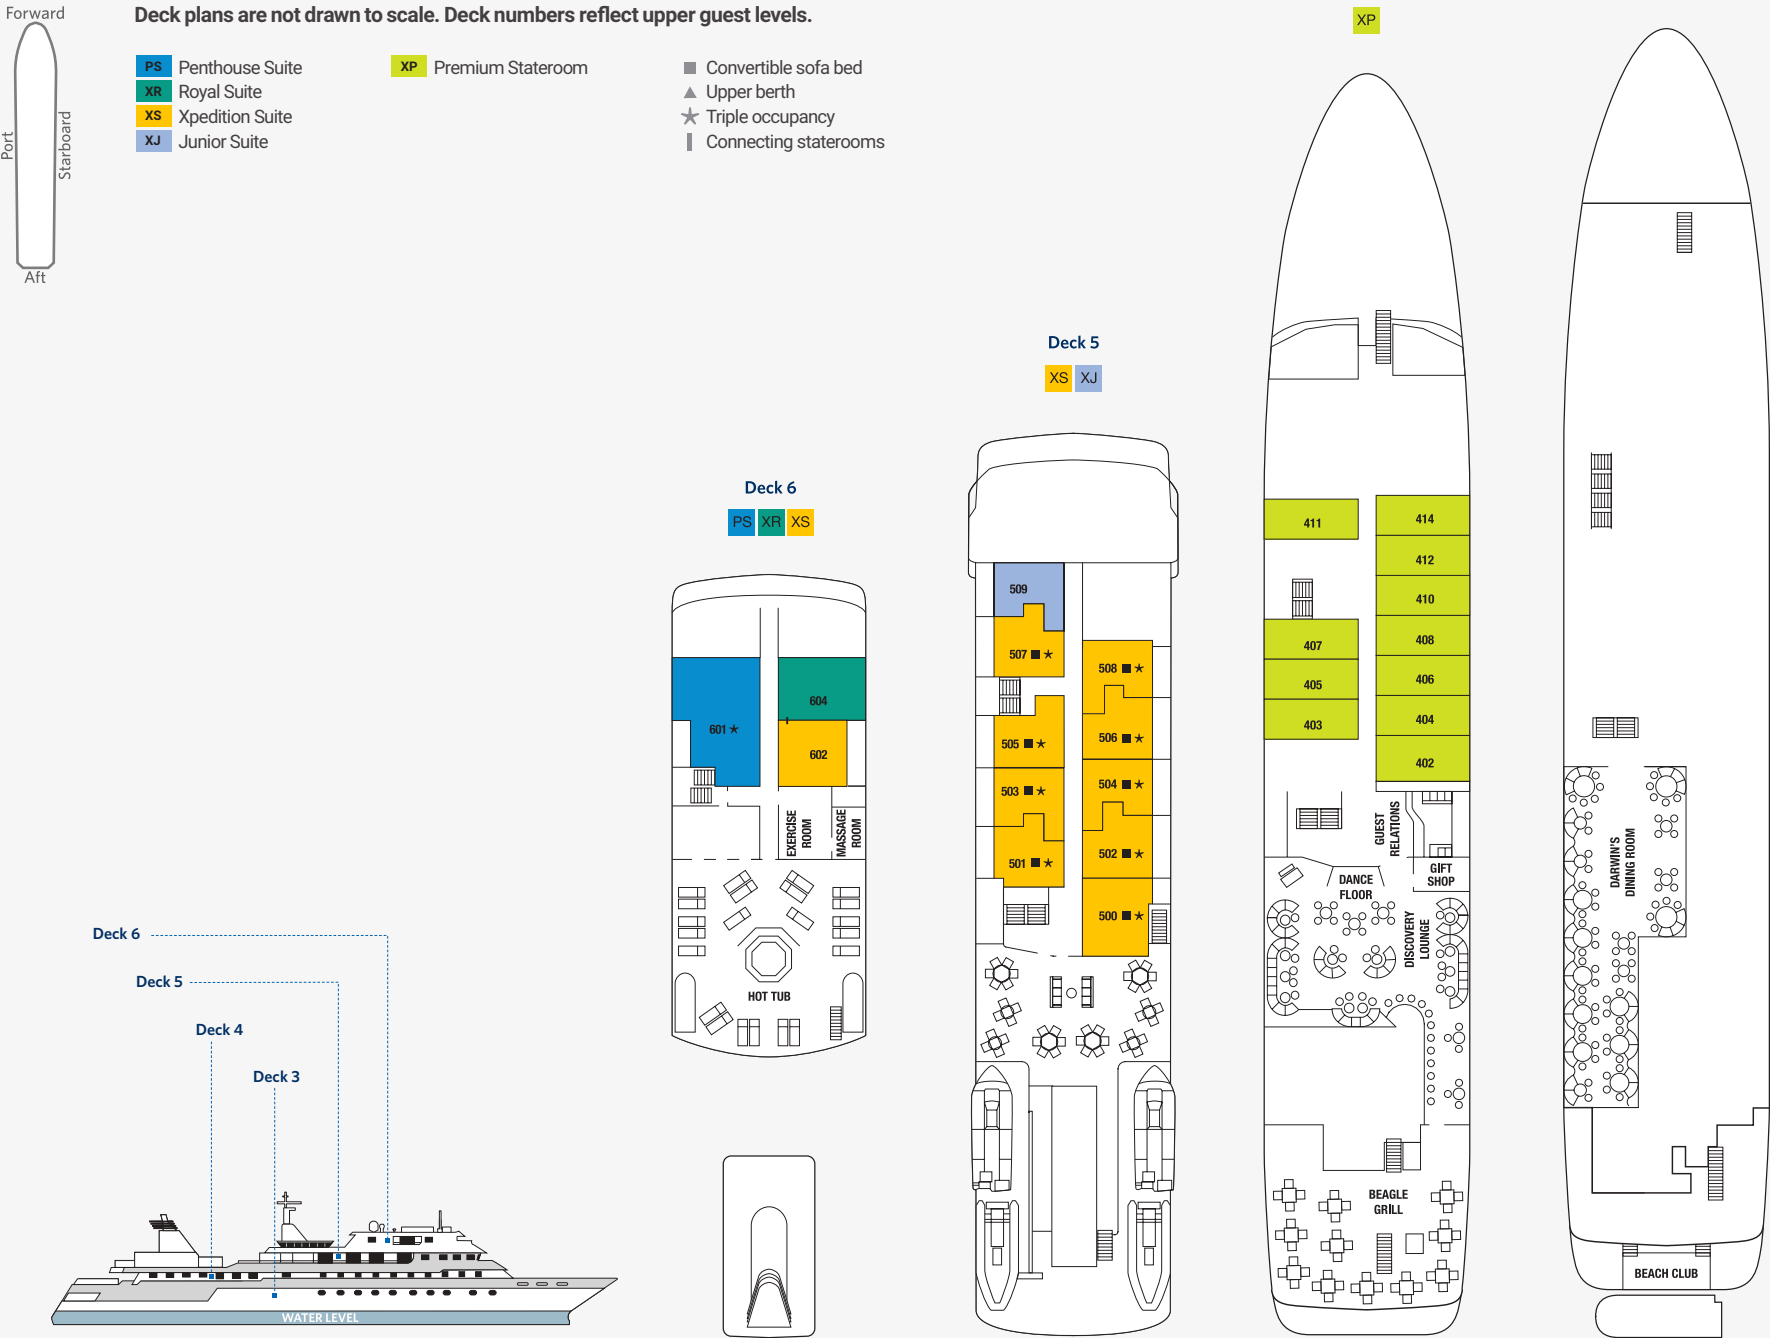 Forward
Port
Starboard
Aft
Deck plans are not drawn to scale. Deck numbers reflect upper guest levels.
PS Penthouse Suite
XR Royal Suite
XS Xpedition Suite
XJ Junior Suite
XP Premium Stateroom
Convertible sofa bed
Upper berth
Triple occupancy
Connecting staterooms
Deck 6
Deck 5
Deck 4
Deck 3
WATER LEVEL
Deck 6
PS XR XS
604
601
602
EXERCISE
ROOM
MASSAGE
ROOM
HOT TUB
Deck 5
XS XJ
509
507
508
505
506
503
504
501
502
500
XP
411
414
412
410
407
408
405
406
403
404
402
GUEST
RELATIONS
GIFT
SHOP
DANCE
FLOOR
DISCOVERY
LOUNGE
BEAGLE
GRILL
DARWIN'S
DINING ROOM
BEACH CLUB